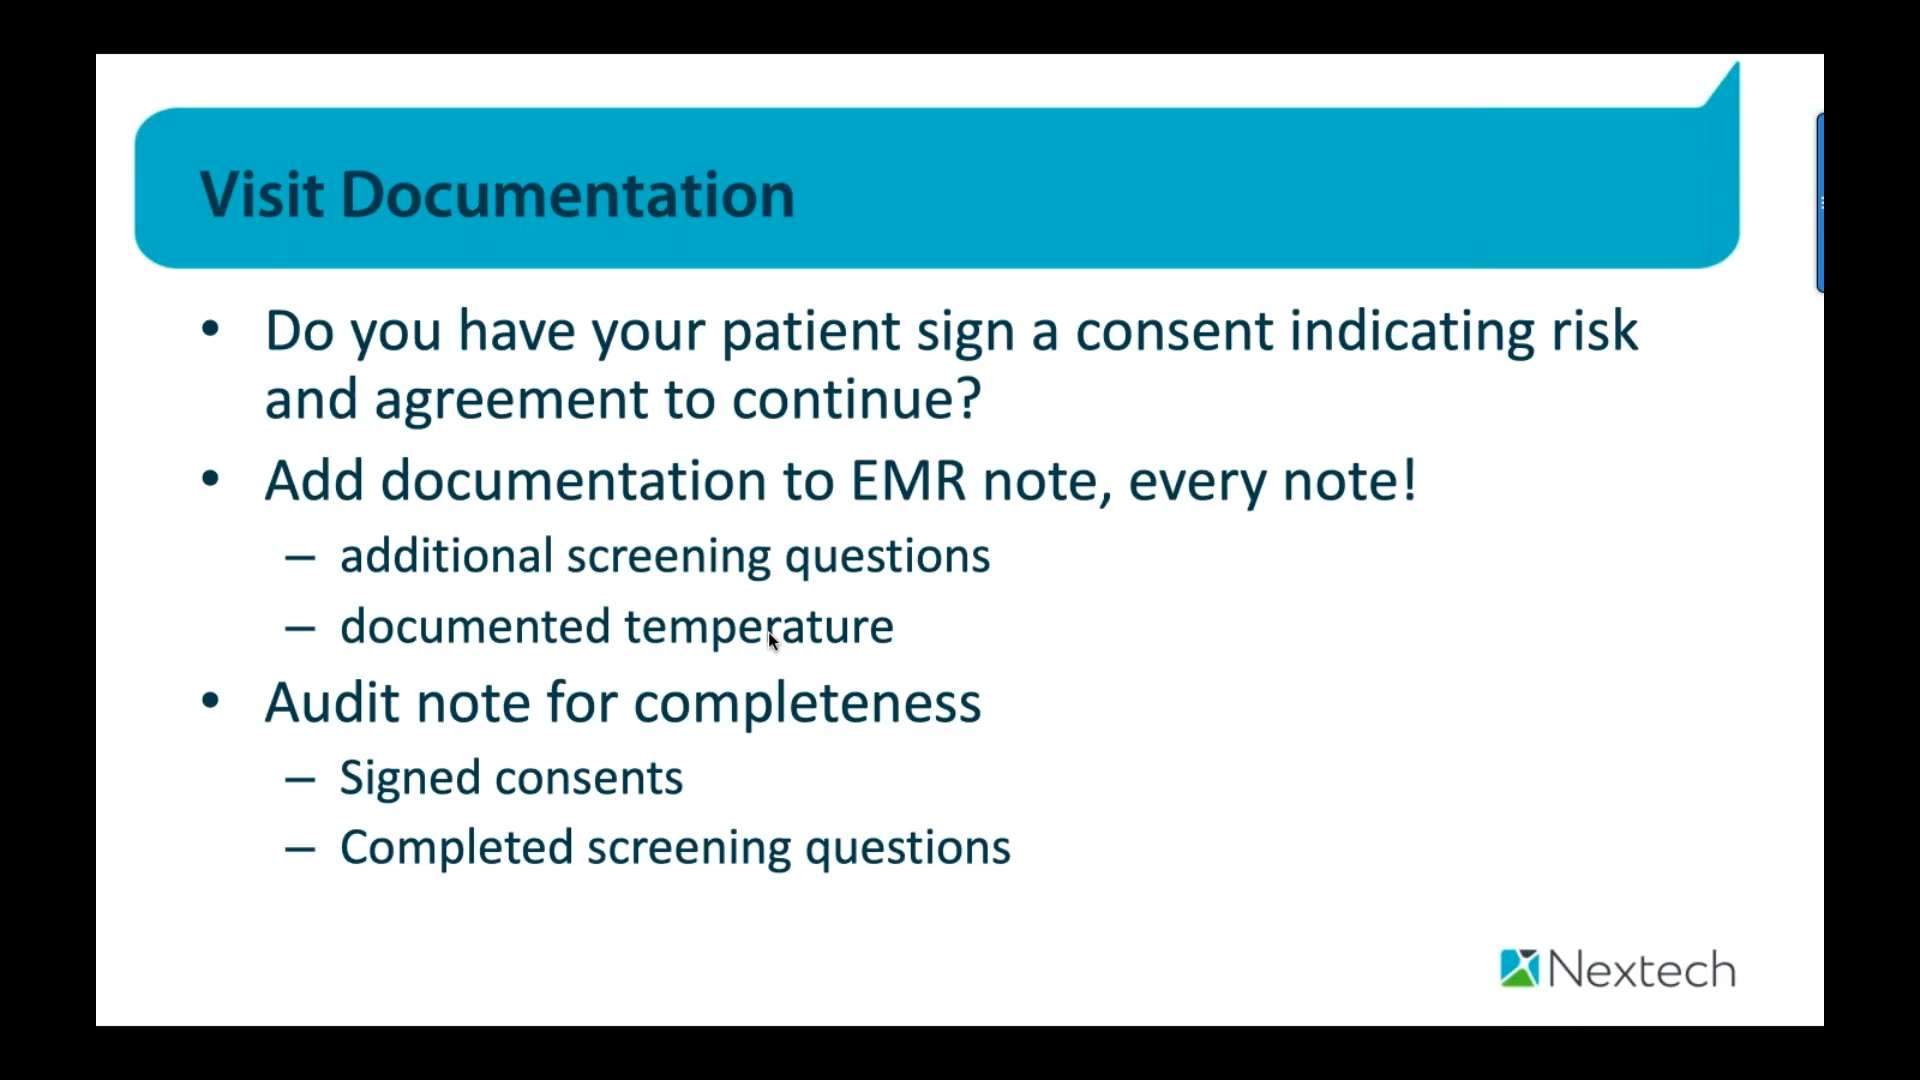 Visit Documentation
• Do you have your patient sign a consent indicating risk
and agreement to continue?
• Add documentation to EMR note, every note!
– additional screening questions
– documented temperature
• Audit note for completeness
– Signed consents
– Completed screening questions
Nextech